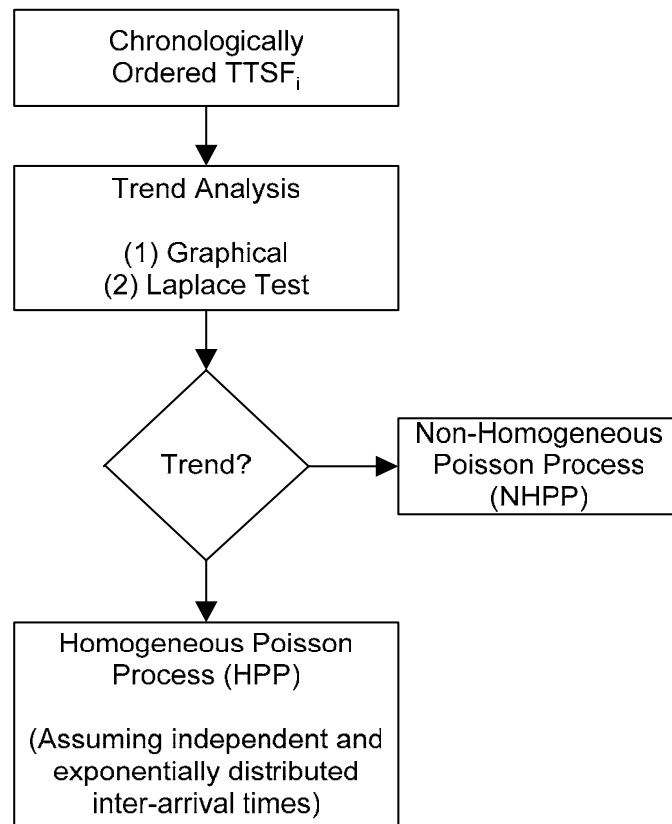 Chronologically
Ordered TTSFi
Trend Analysis
(1) Graphical
(2) Laplace Test
Trend?
Non-Homogeneous
Poisson Process
(NHPP)
Homogeneous Poisson
Process (HPP)
(Assuming independent and
exponentially distributed
inter-arrival times)